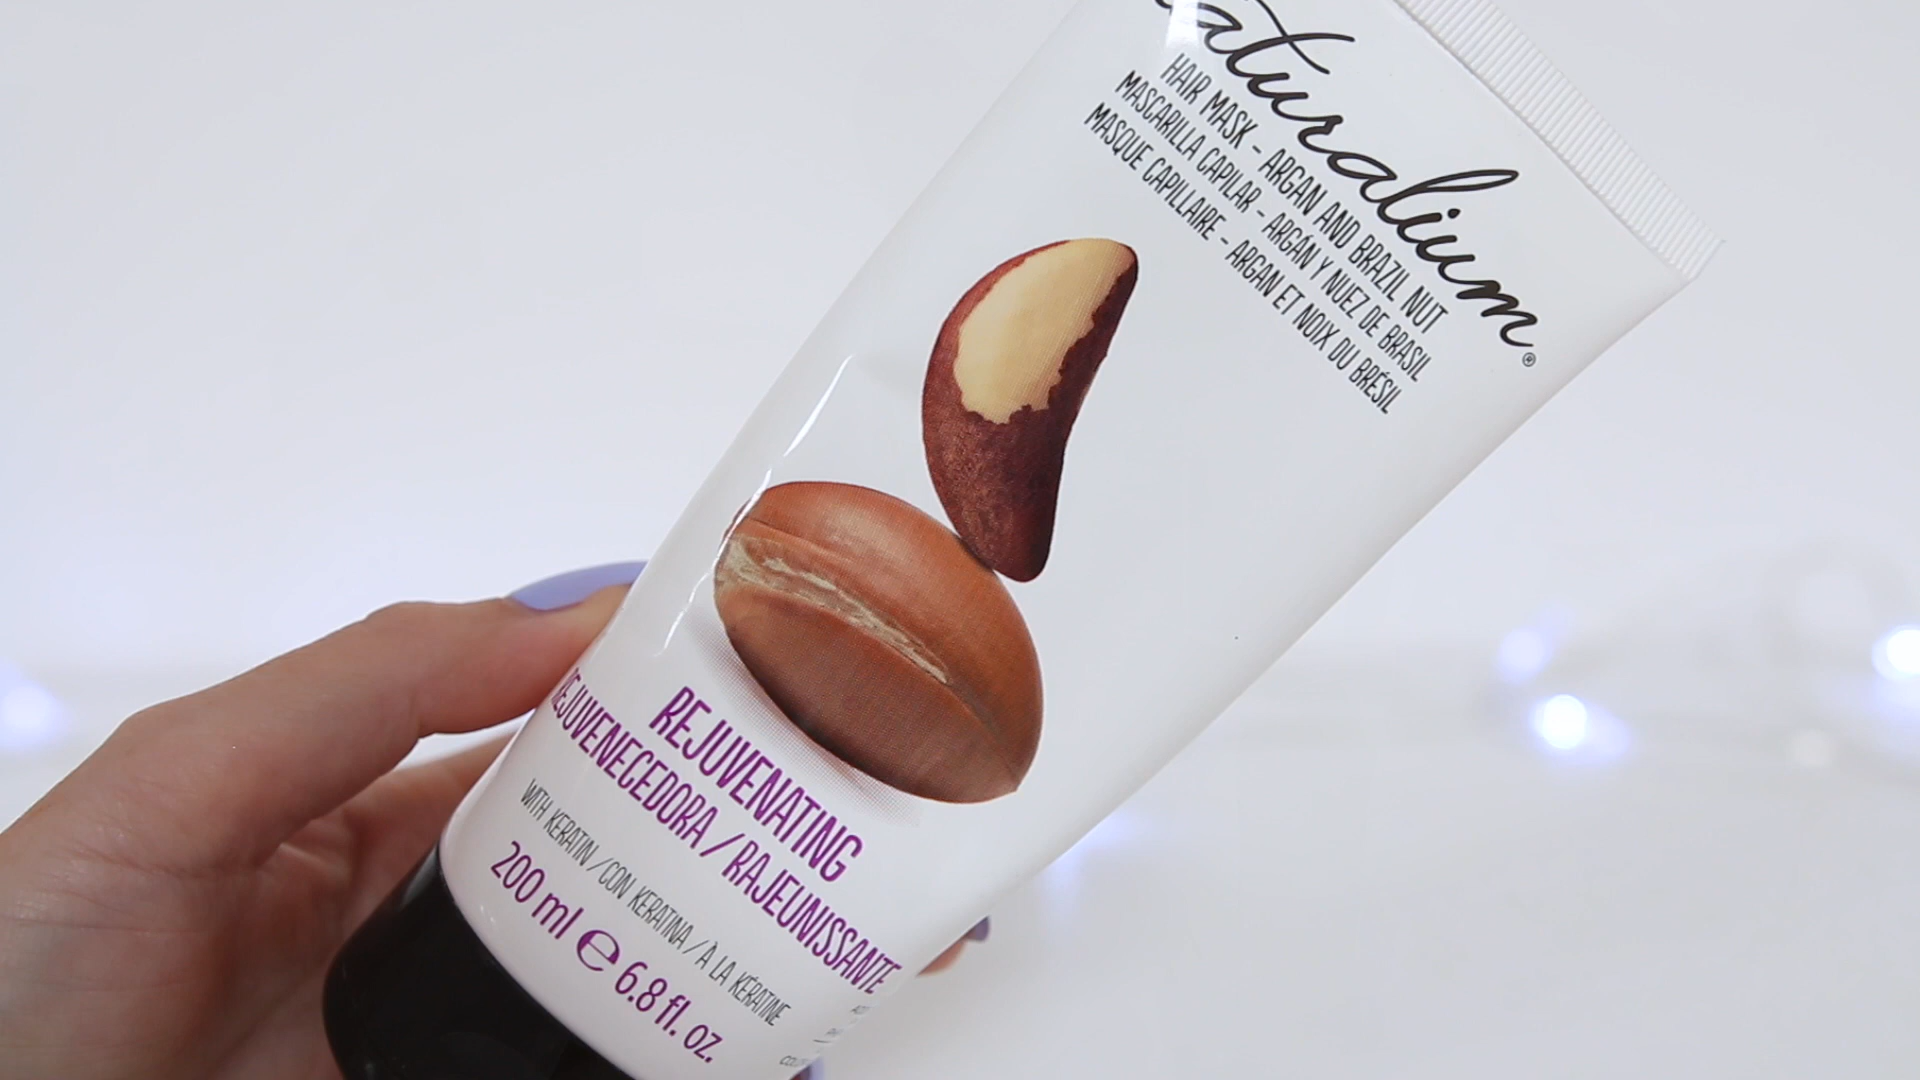 naturalium®
HAIR MASK - ARGAN AND BRAZIL NUT
MASCARILLA CAPILAR - ARGÁN Y NUEZ DE BRASIL
MASQUE CAPILLAIRE - ARGAN ET NOIX DU BRÉSIL
REJUVENATING
REJUVENECEDORA / RAJEUNISSANTE
WITH KERATIN / CON KERATINA / À LA KÉRATINE
200 ml ℮ 6.8 fl. oz.